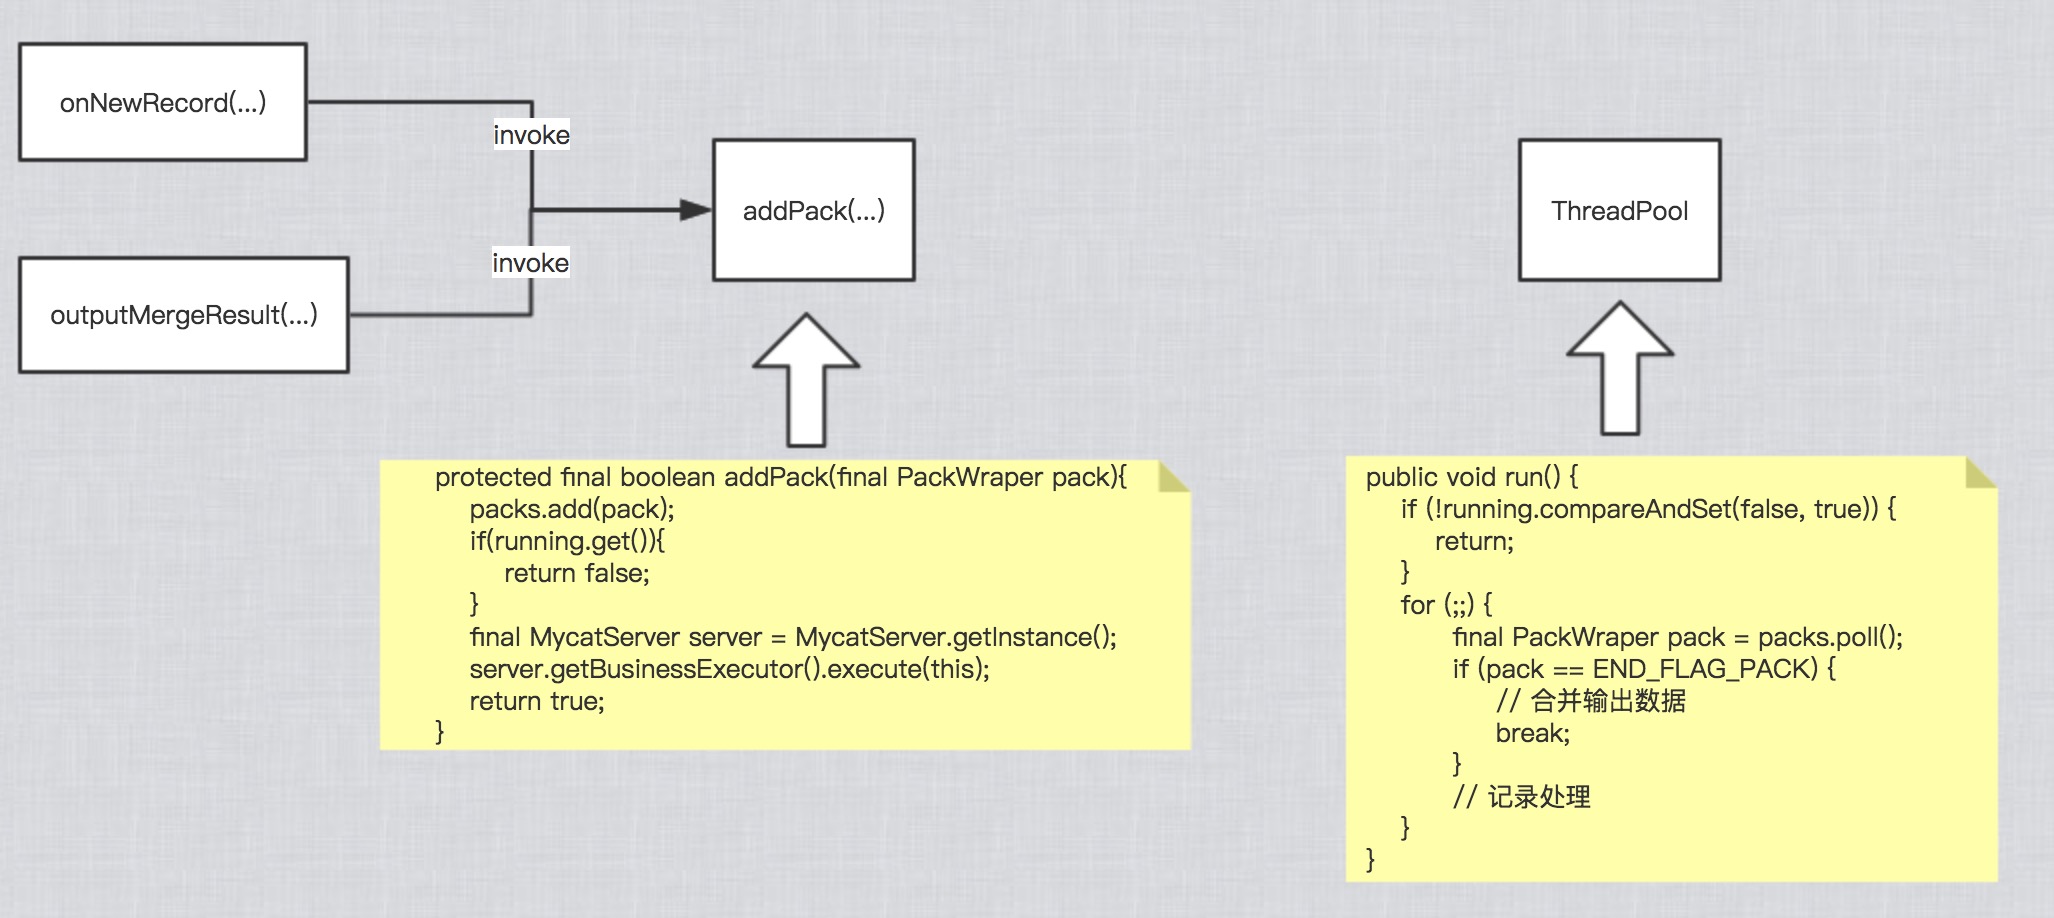 onNewRecord(...)
invoke
addPack(...)
ThreadPool
invoke
outputMergeResult(...)
protected final boolean addPack(final PackWraper pack){
packs.add(pack);
if(running.get()){
return false;
}
final MycatServer server = MycatServer.getInstance();
server.getBusinessExecutor().execute(this);
return true;
}
public void run() {
if (!running.compareAndSet(false, true)) {
return;
}
for (;;) {
final PackWraper pack = packs.poll();
if (pack == END_FLAG_PACK) {
// 合并输出数据
break;
}
// 记录处理
}
}